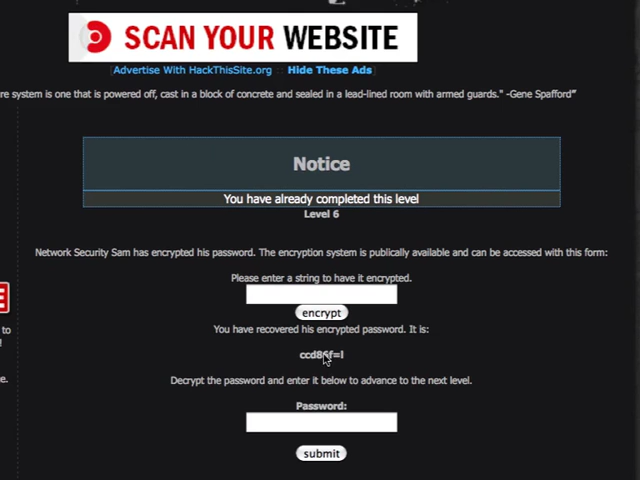 SCAN YOUR WEBSITE
Advertise With HackThisSite.org :: Hide These Ads
re system is one that is powered off, cast in a block of concrete and sealed in a lead-lined room with armed guards." -Gene Spafford"
Notice
You have already completed this level
Level 6
Network Security Sam has encrypted his password. The encryption system is publically available and can be accessed with this form:
Please enter a string to have it encrypted.
encrypt
You have recovered his encrypted password. It is:
to
!
e.
Decrypt the password and enter it below to advance to the next level.
Password:
submit